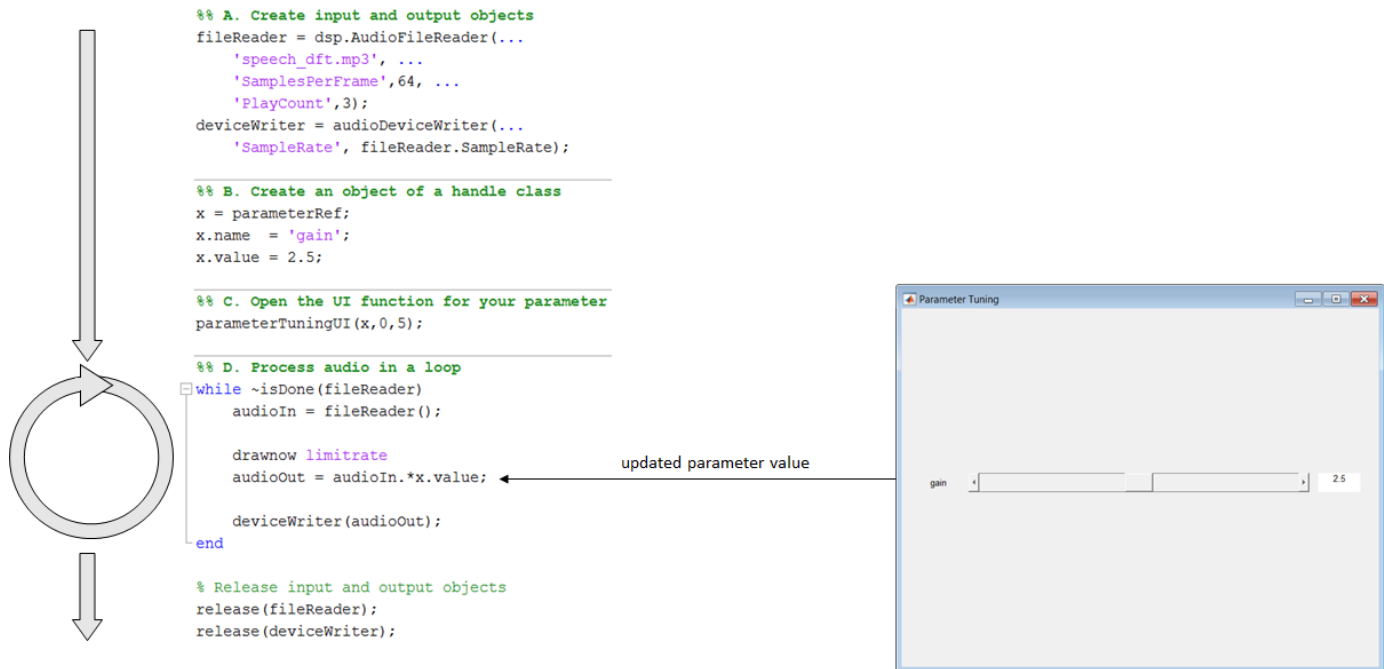 %% A. Create input and output objects
fileReader = dsp.AudioFileReader(...
    'speech_dft.mp3', ...
    'SamplesPerFrame',64, ...
    'PlayCount',3);
deviceWriter = audioDeviceWriter(...
    'SampleRate', fileReader.SampleRate);
%% B. Create an object of a handle class
x = parameterRef;
x.name  = 'gain';
x.value = 2.5;
%% C. Open the UI function for your parameter
parameterTuningUI(x,0,5);
%% D. Process audio in a loop
while ~isDone(fileReader)
    audioIn = fileReader();
    drawnow limitrate
    audioOut = audioIn.*x.value;
    deviceWriter(audioOut);
end
% Release input and output objects
release(fileReader);
release(deviceWriter);
updated parameter value
Parameter Tuning
gain 2.5